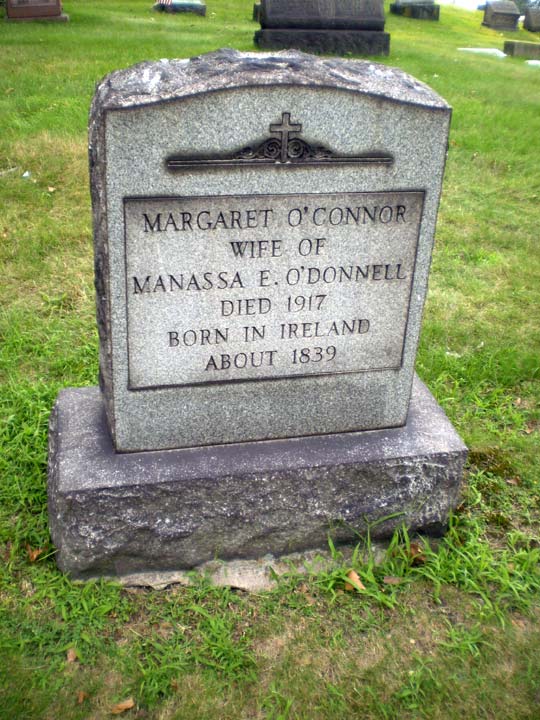 MARGARET O'CONNOR
WIFE OF
MANASSA E. O'DONNELL
DIED 1917
BORN IN IRELAND
ABOUT 1839